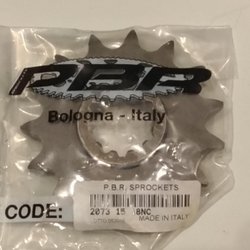 PBR
Bologna - Italy
P.B.R. SPROCKETS
CODE:
2073 15 18NC
MADE IN ITALY